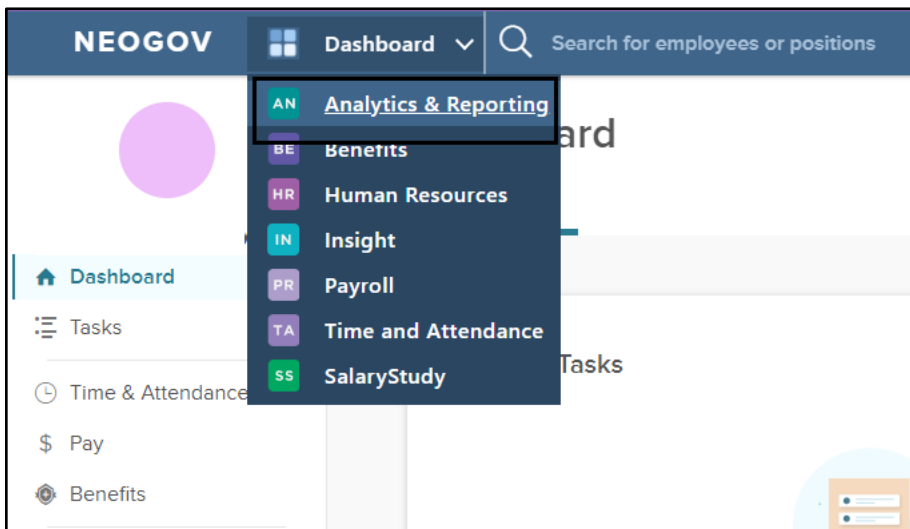 NEOGOV
Dashboard
Search for employees or positions
AN Analytics & Reporting
BE Benefits
HR Human Resources
IN Insight
PR Payroll
TA Time and Attendance
SS SalaryStudy
ard
Dashboard
Tasks
Time & Attendance
$ Pay
Benefits
Tasks